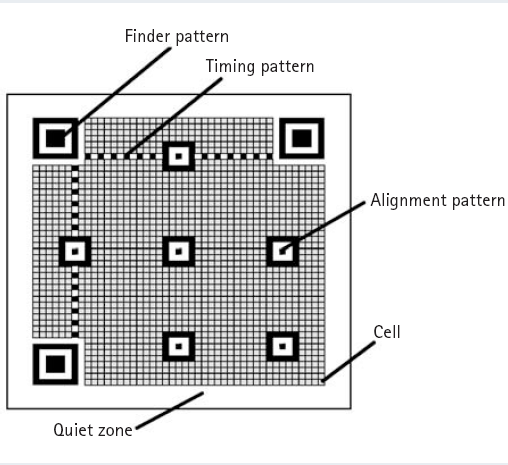 Finder pattern
Timing pattern
Alignment pattern
Cell
Quiet zone